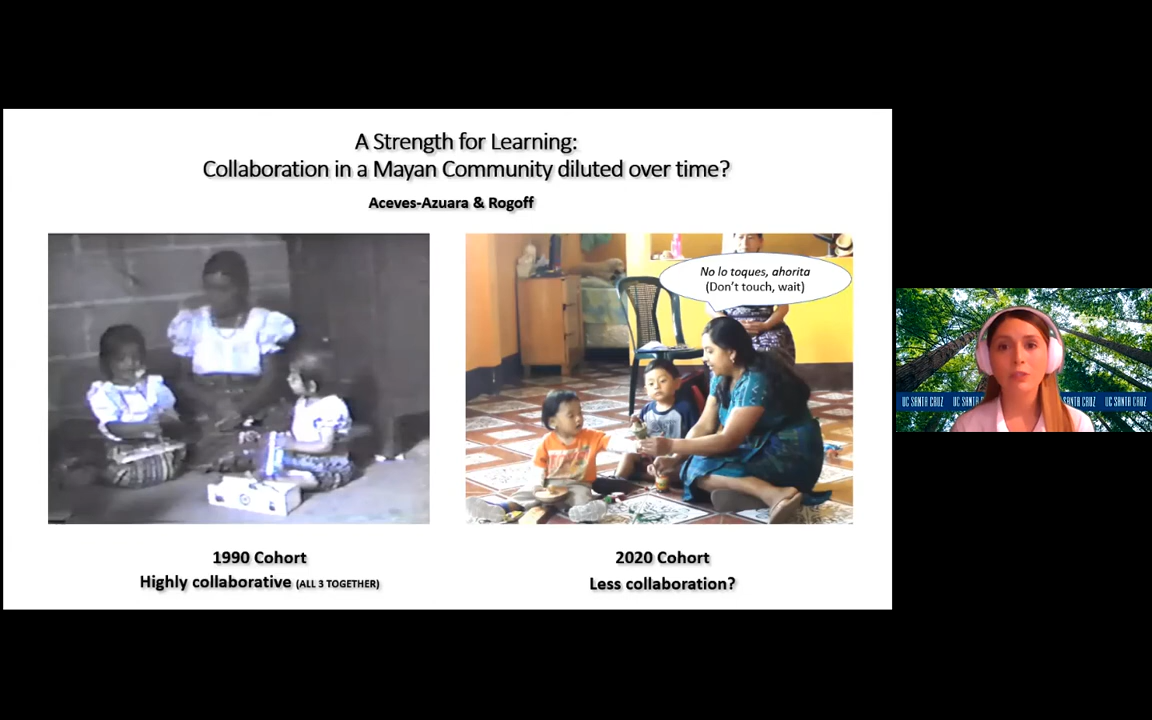 A Strength for Learning:
Collaboration in a Mayan Community diluted over time?
Aceves-Azuara & Rogoff
No lo toques, ahorita
(Don't touch, wait)
1990 Cohort
Highly collaborative (ALL 3 TOGETHER)
2020 Cohort
Less collaboration?
UC SANTA CRUZ UC SANTA CRUZ UC SANTA CRUZ UC SANTA CRUZ